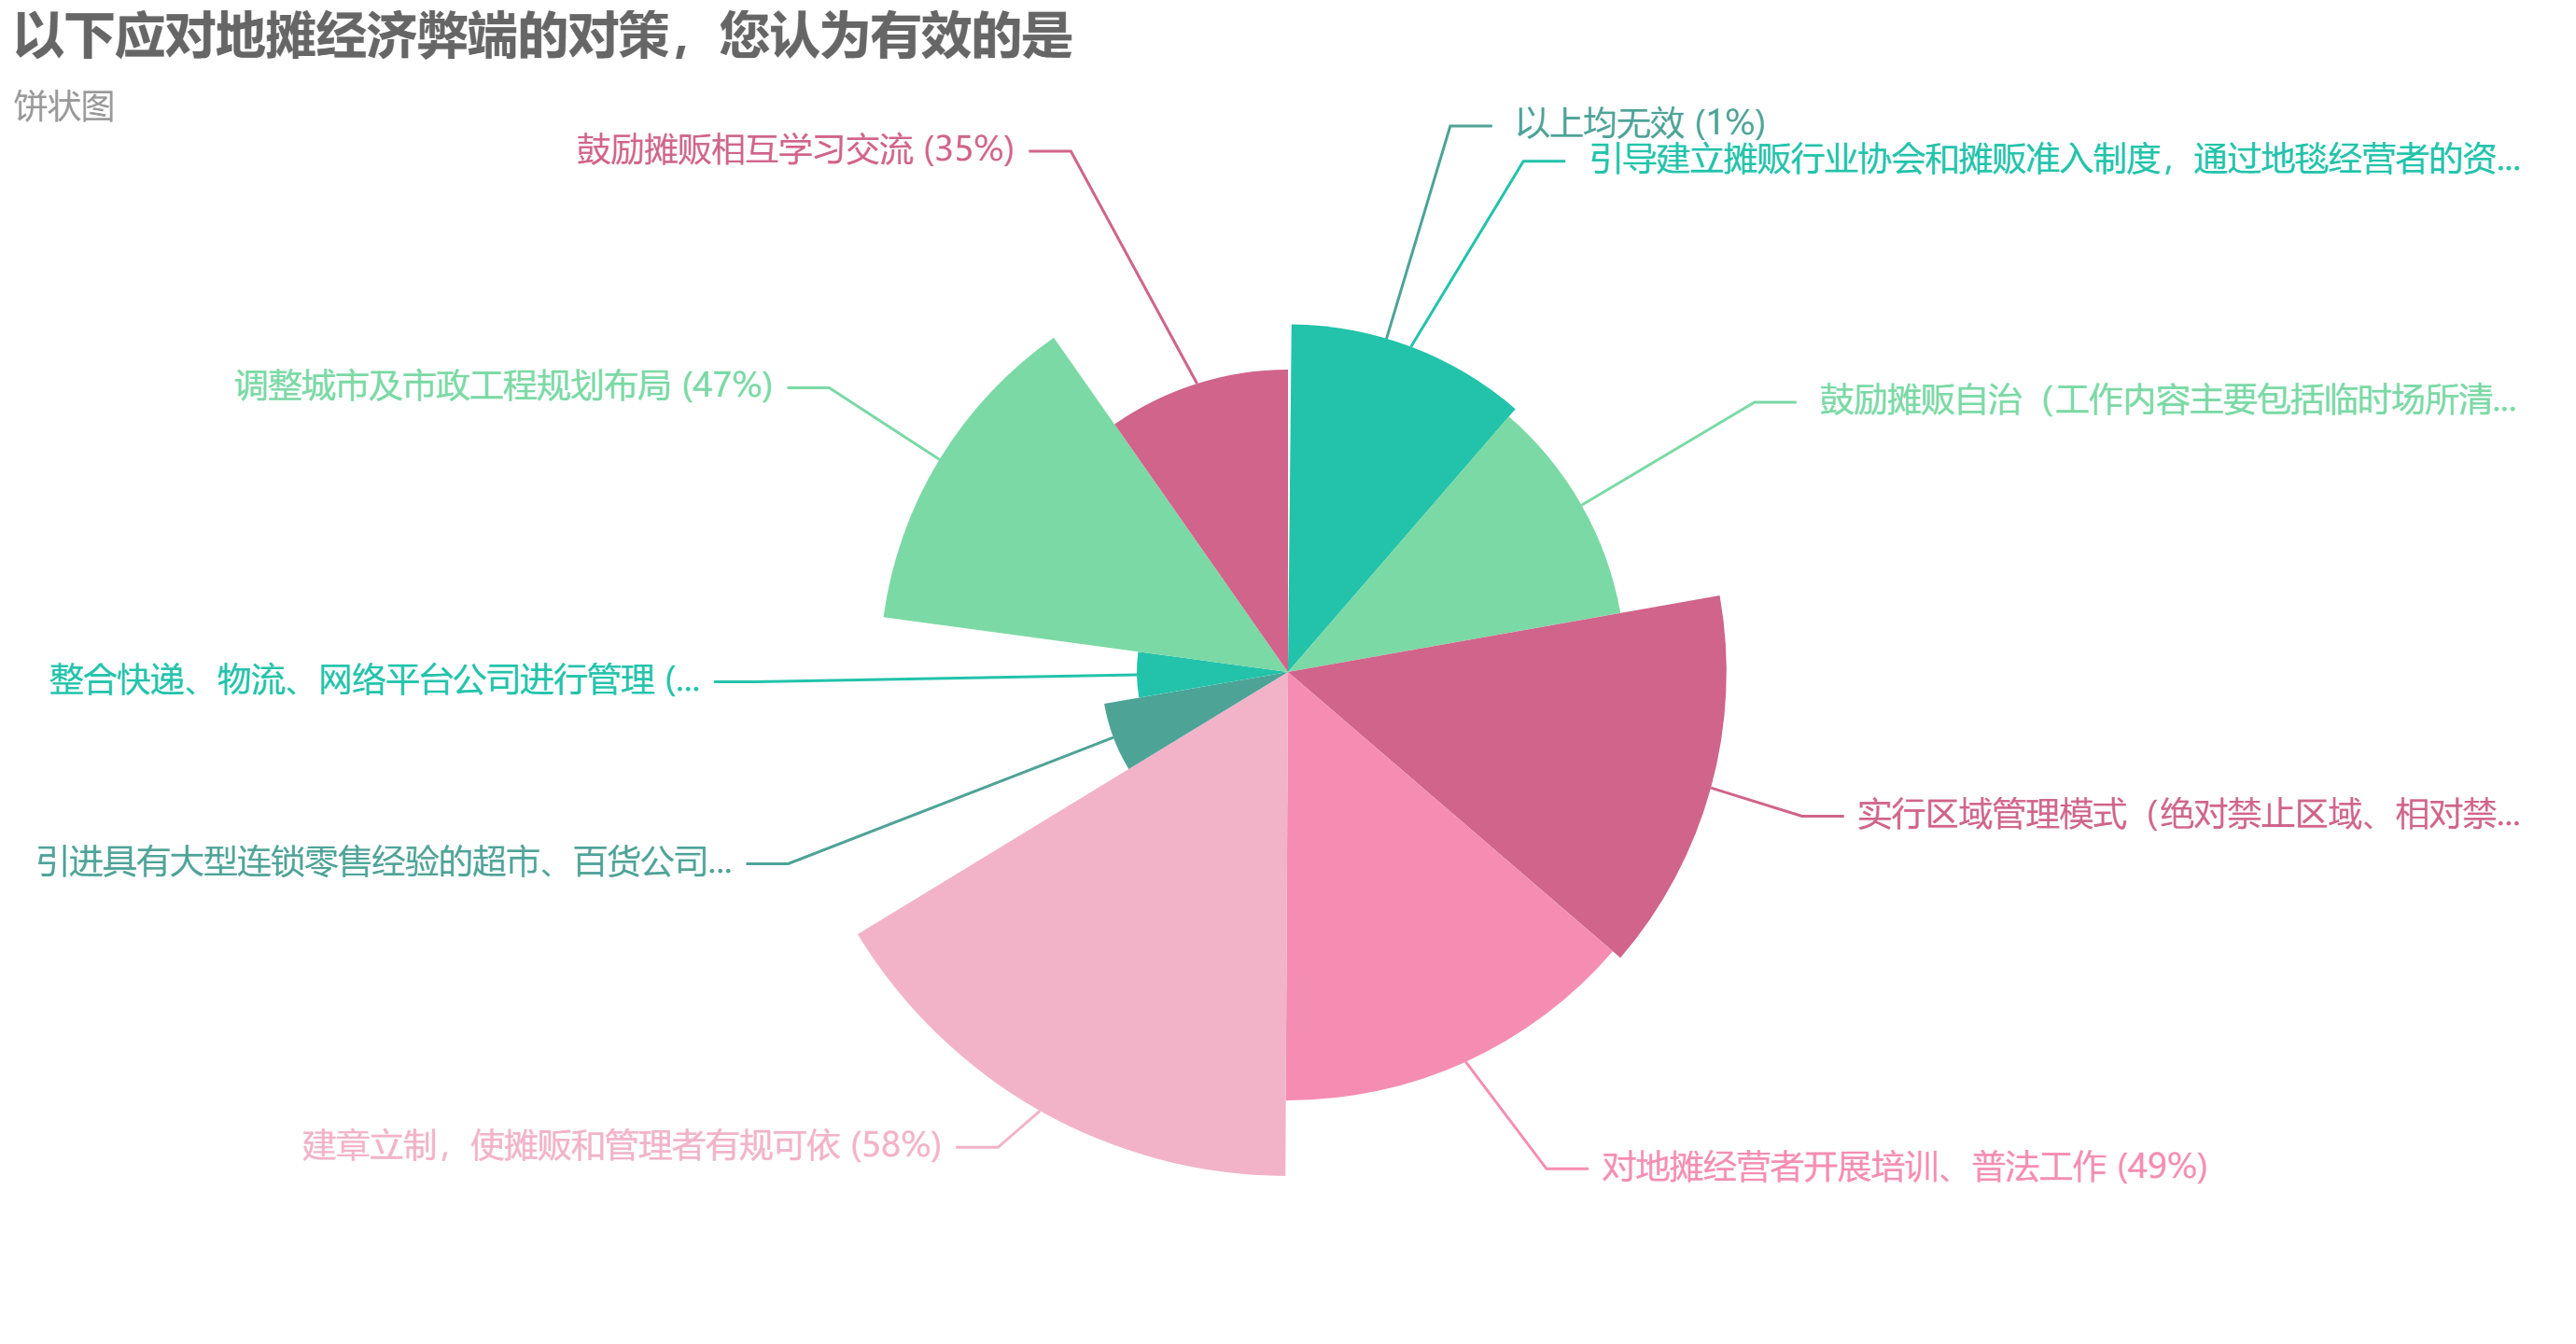 以下应对地摊经济弊端的对策，您认为有效的是
饼状图
以上均无效 (1%)
鼓励摊贩相互学习交流 (35%)
引导建立摊贩行业协会和摊贩准入制度，通过地毯经营者的资...
调整城市及市政工程规划布局 (47%)
鼓励摊贩自治（工作内容主要包括临时场所清...
整合快递、物流、网络平台公司进行管理 (...
实行区域管理模式（绝对禁止区域、相对禁...
引进具有大型连锁零售经验的超市、百货公司...
建章立制，使摊贩和管理者有规可依 (58%)
对地摊经营者开展培训、普法工作 (49%)